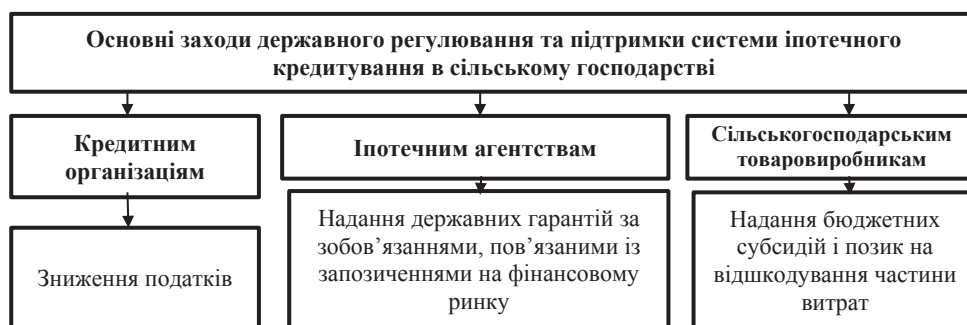 Основні заходи державного регулювання та підтримки системи іпотечного
кредитування в сільському господарстві
Кредитним
організаціям
Іпотечним агентствам
Сільськогосподарським
товаровиробникам
Зниження податків
Надання державних гарантій за
зобов’язаннями, пов’язаними із
запозиченнями на фінансовому
ринку
Надання бюджетних
субсидій і позик на
відшкодування частини
витрат